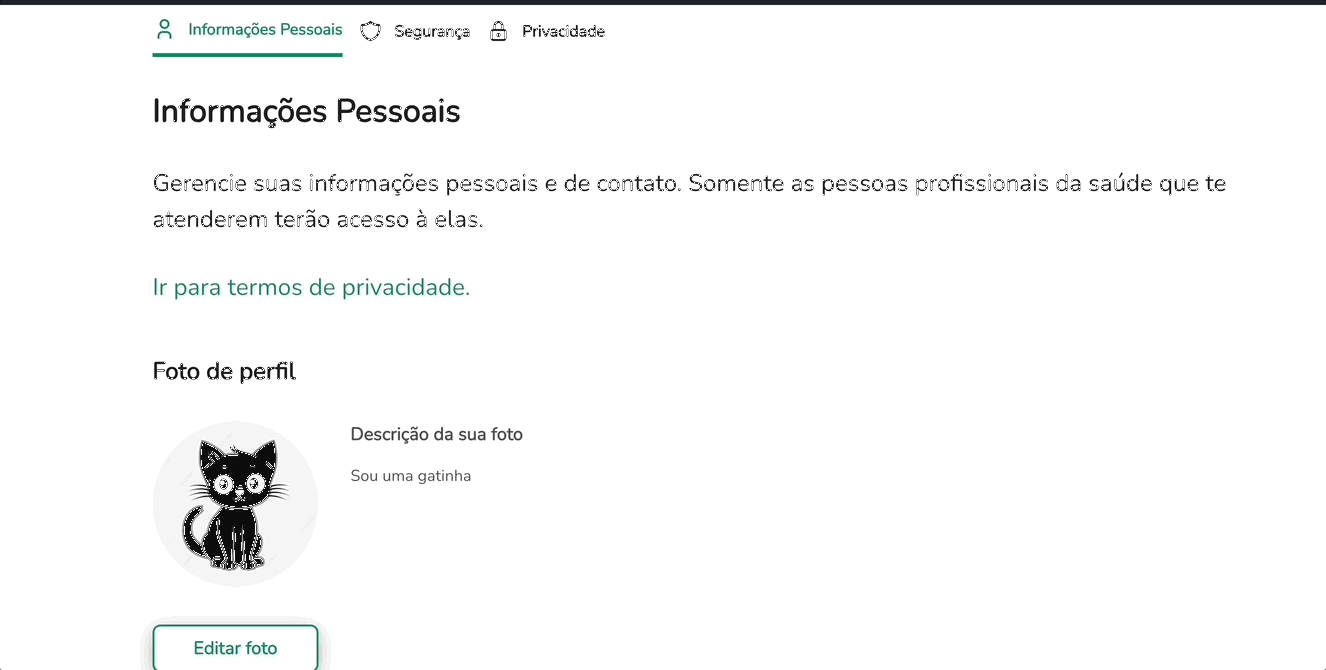 Informações Pessoais Segurança Privacidade
Informações Pessoais
Gerencie suas informações pessoais e de contato. Somente as pessoas profissionais da saúde que te
atenderem terão acesso à elas.
Ir para termos de privacidade.
Foto de perfil
Descrição da sua foto
Sou uma gatinha
Editar foto